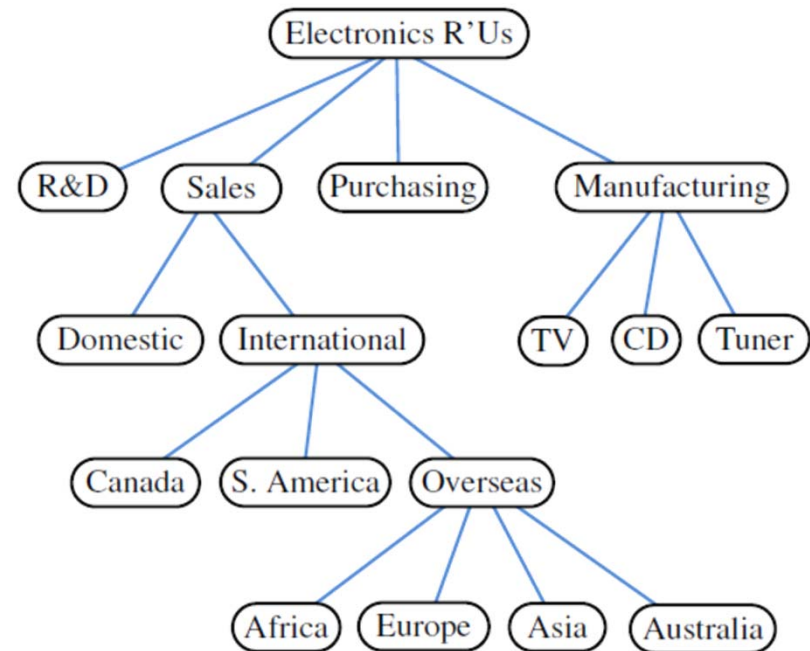 Electronics R'Us
R&D Sales Purchasing Manufacturing
Domestic International TV CD Tuner
Canada S. America Overseas
Africa Europe Asia Australia